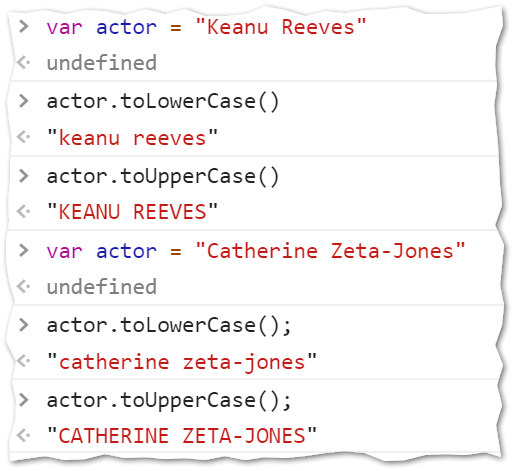 var actor = "Keanu Reeves"
undefined
actor.toLowerCase()
"keanu reeves"
actor.toUpperCase()
"KEANU REEVES"
var actor = "Catherine Zeta-Jones"
undefined
actor.toLowerCase();
"catherine zeta-jones"
actor.toUpperCase();
"CATHERINE ZETA-JONES"